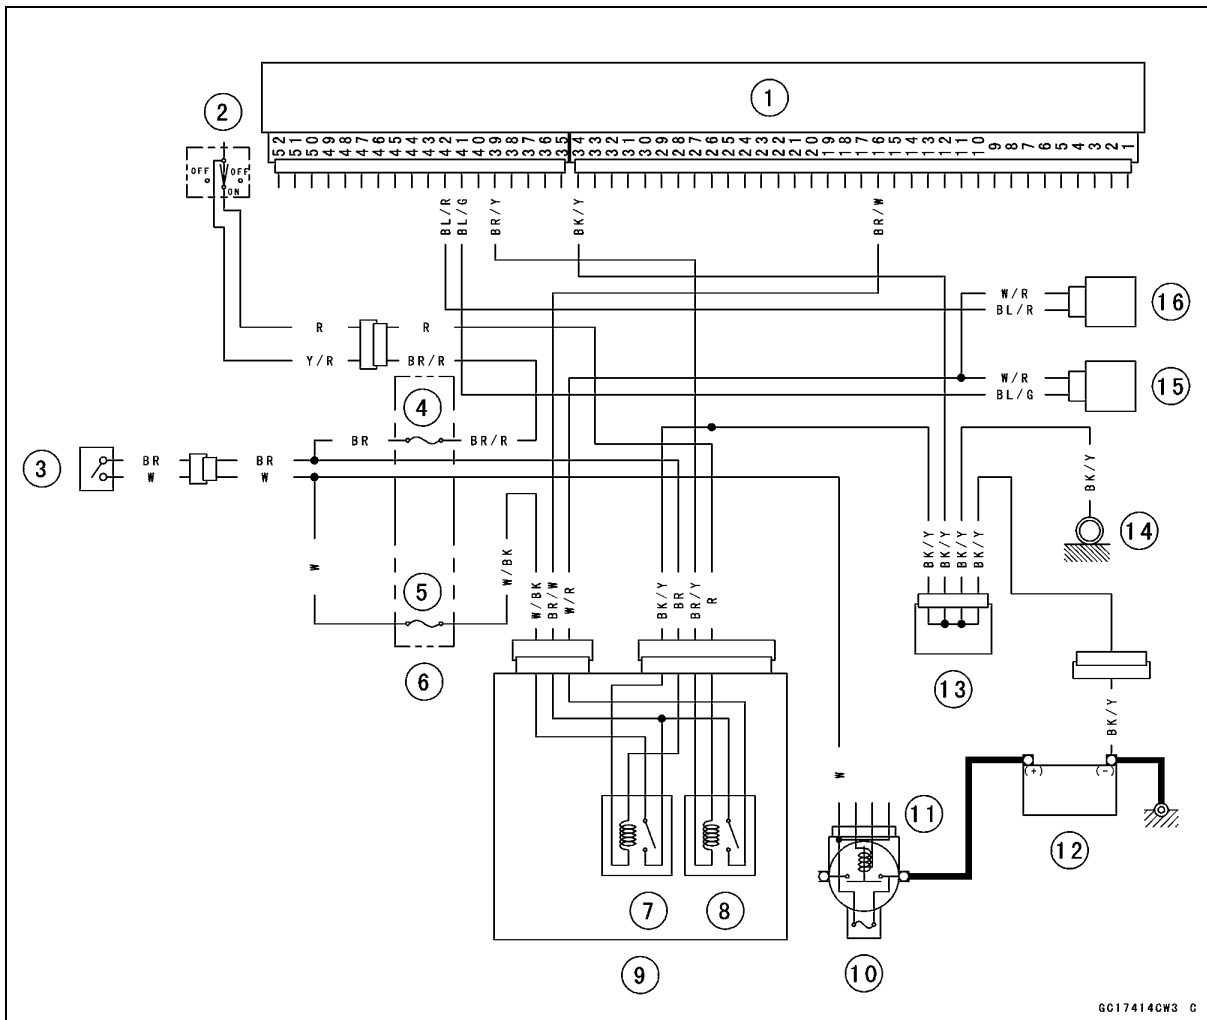 1
2
52 51 50 49 48 47 46 45 44 43 42 41 40 39 38 37 36 35 34 33 32 31 30 29 28 27 26 25 24 23 22 21 20 19 18 17 16 15 14 13 12 11 10 9 8 7 6 5 4 3 2 1
OFF OFF
ON
BL/R BL/G BR/Y BK/Y BR/W
W/R 16
BL/R
R R
Y/R BR/R
W/R 15
BL/G
4
BR BR/R
3 BR BR
W W
BK/Y
14
W W/BK
5
W/BK BR/W W/R BK/Y BR BR/Y R
BK/Y BK/Y BK/Y BK/Y
6
13
BK/Y
W
(+) (-)
11
12
7 8
9 10
GC17414CW3 C